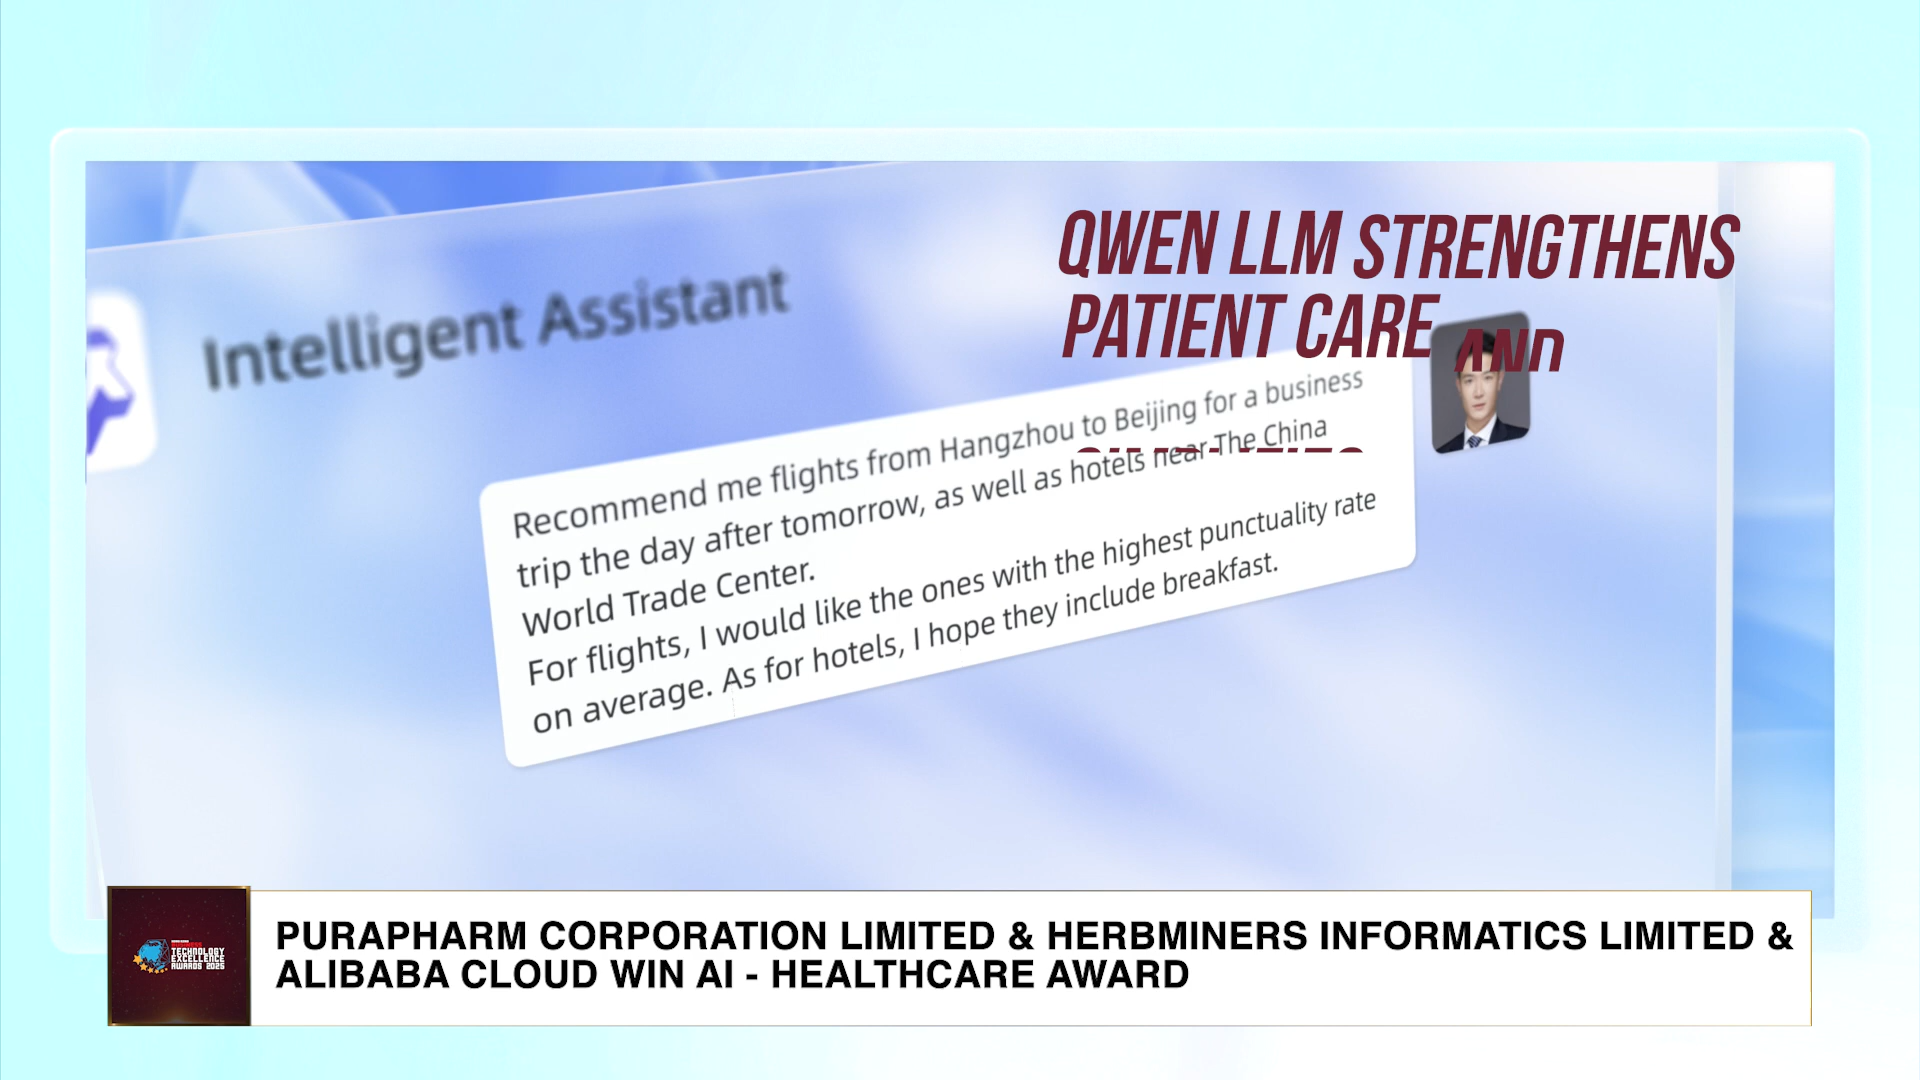 QWEN LLM STRENGTHENS
PATIENT CARE AND
Intelligent Assistant
Recommend me flights from Hangzhou to Beijing for a business
trip the day after tomorrow, as well as hotels near The China
World Trade Center.
For flights, I would like the ones with the highest punctuality rate
on average. As for hotels, I hope they include breakfast.
BUSINESS
TECHNOLOGY
EXCELLENCE
AWARDS 2025
PURAPHARM CORPORATION LIMITED & HERBMINERS INFORMATICS LIMITED &
ALIBABA CLOUD WIN AI - HEALTHCARE AWARD